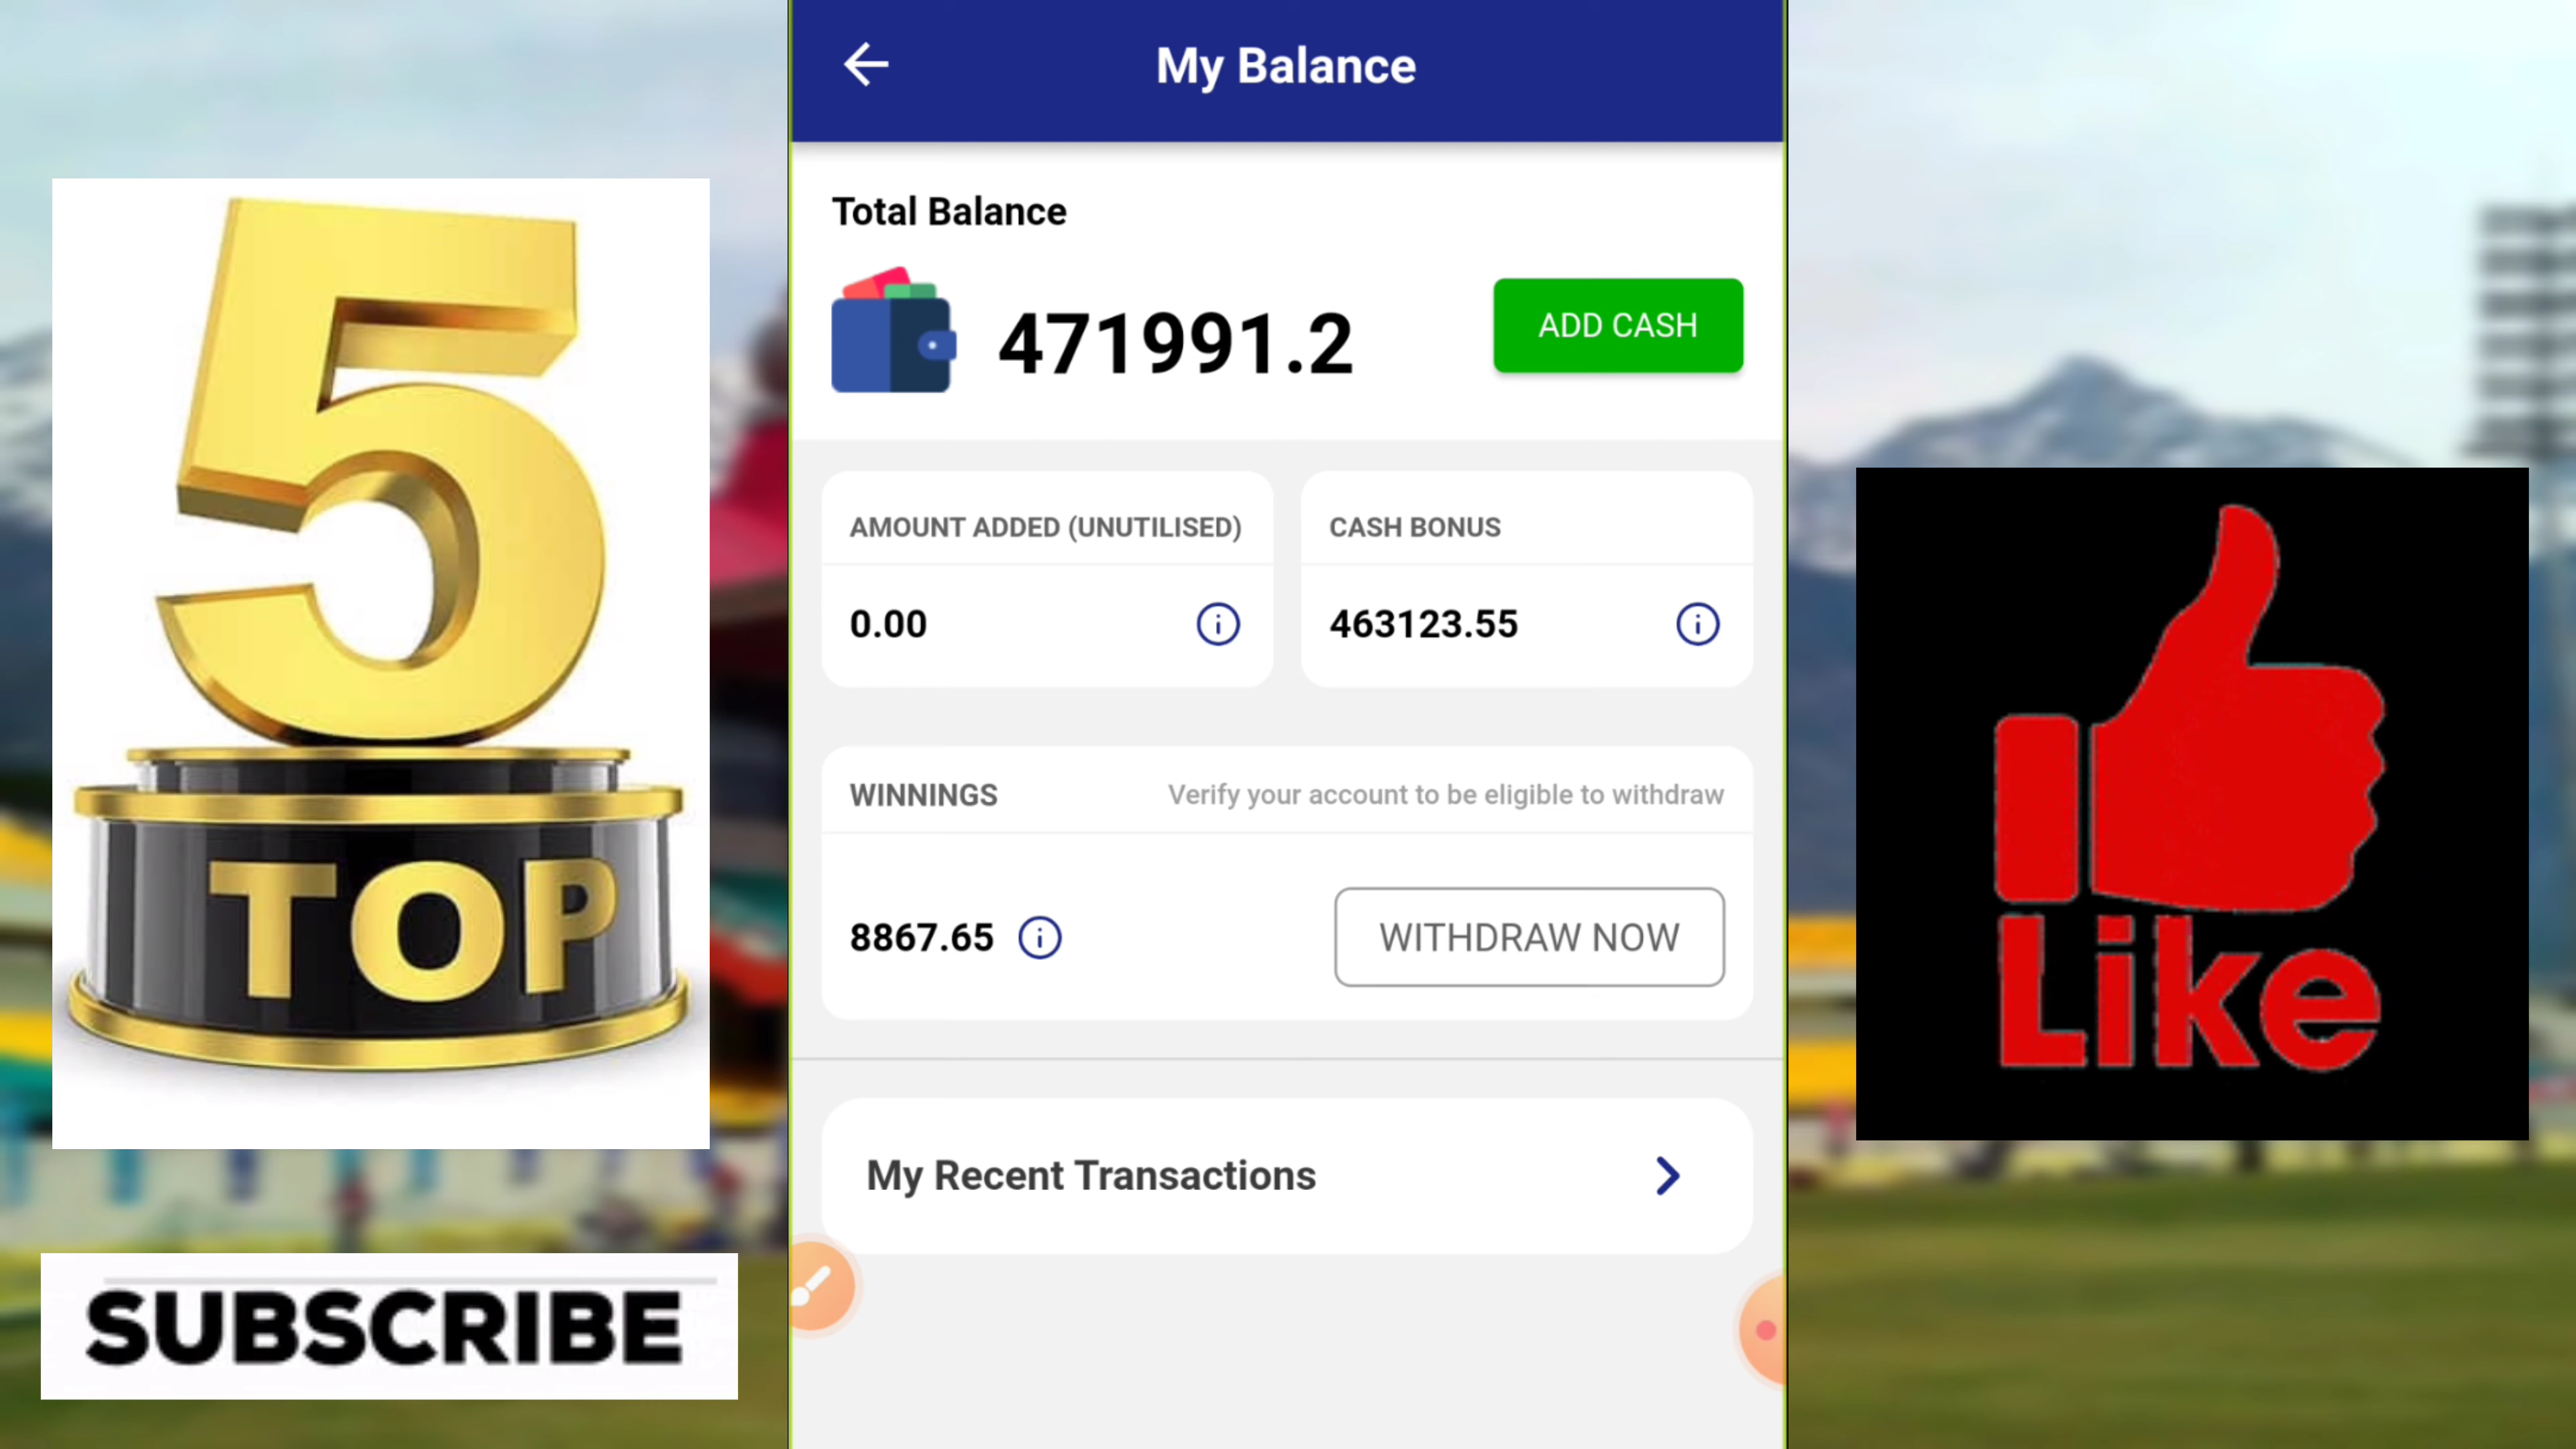 5
TOP
SUBSCRIBE
My Balance
Total Balance
471991.2
ADD CASH
AMOUNT ADDED (UNUTILISED)
0.00
CASH BONUS
463123.55
WINNINGS
Verify your account to be eligible to withdraw
8867.65
WITHDRAW NOW
My Recent Transactions
Like